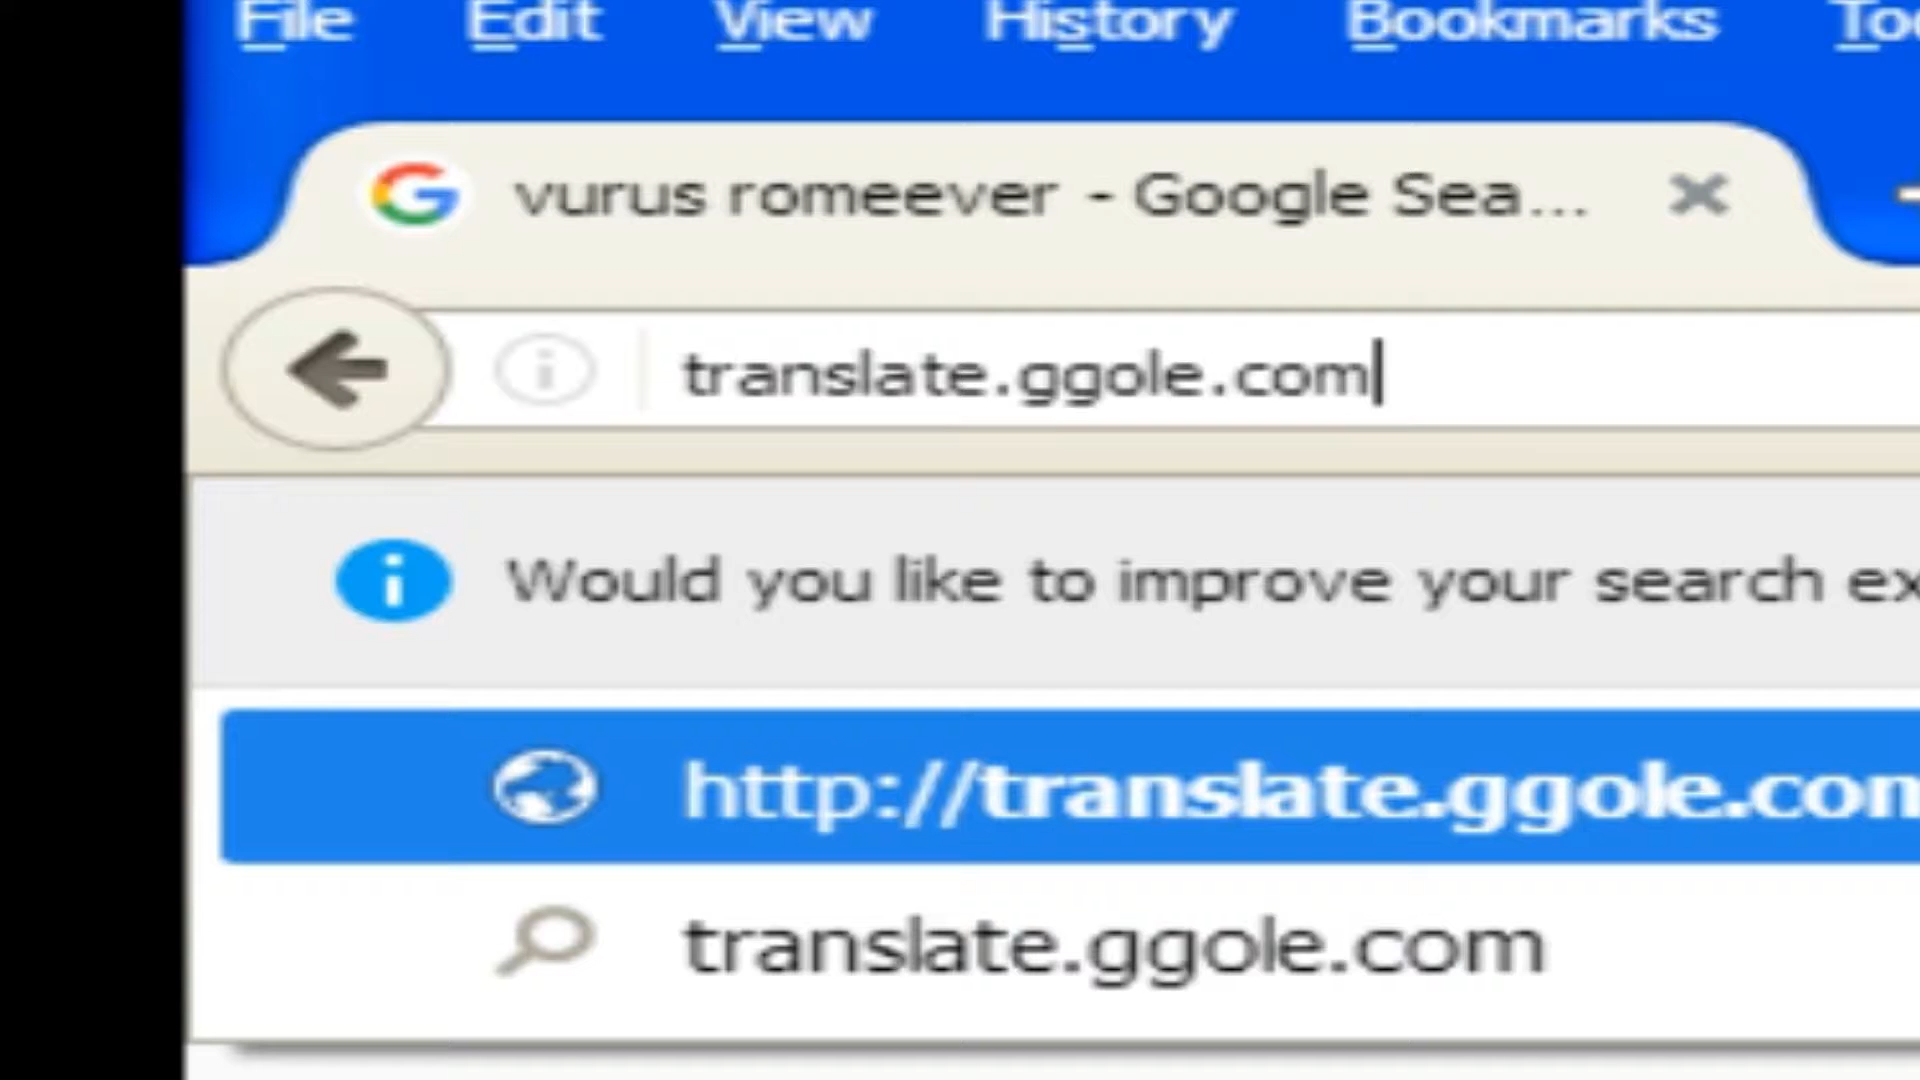 File Edit View History Bookmarks
vurus romeever - Google Sea...
translate.ggole.com
Would you like to improve your search
http://translate.ggole.com
translate.ggole.com